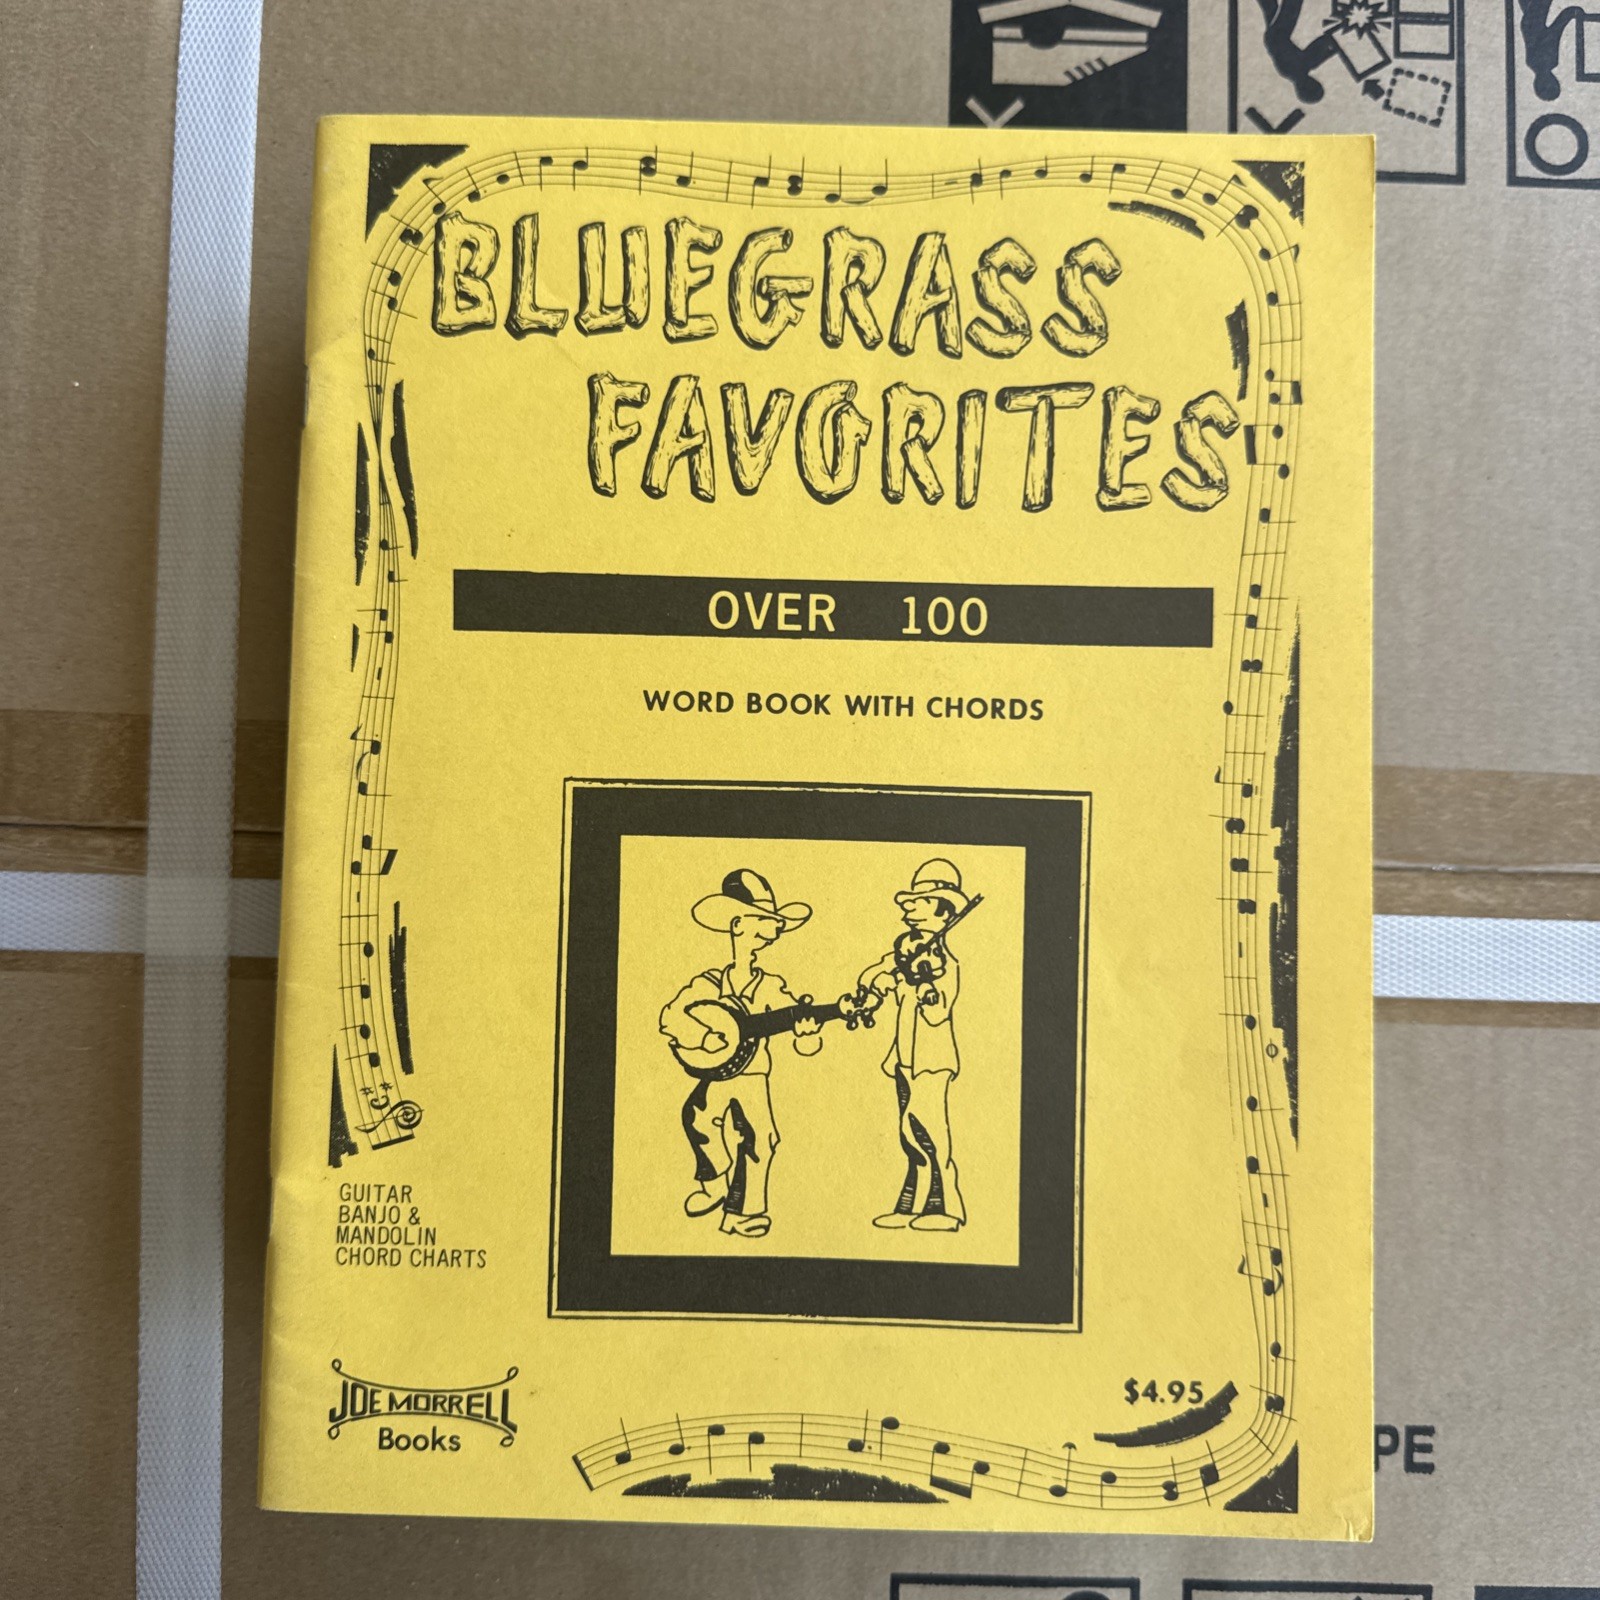 BLUEGRASS
FAVORITES
OVER 100
WORD BOOK WITH CHORDS
GUITAR
BANJO &
MANDOLIN
CHORD CHARTS
JOE MORRELL
Books
$4.95
PE